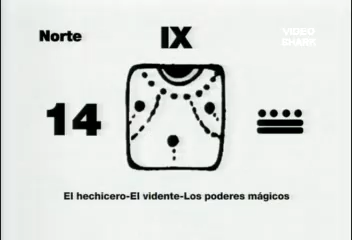 Norte
IX
VIDEO
SHARK
14
El hechicero-El vidente-Los poderes mágicos